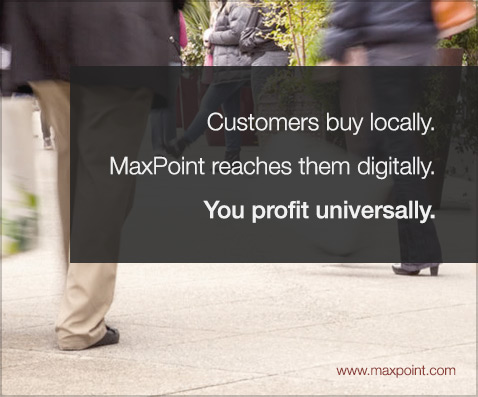 Customers buy locally.
MaxPoint reaches them digitally.
You profit universally.
www.maxpoint.com